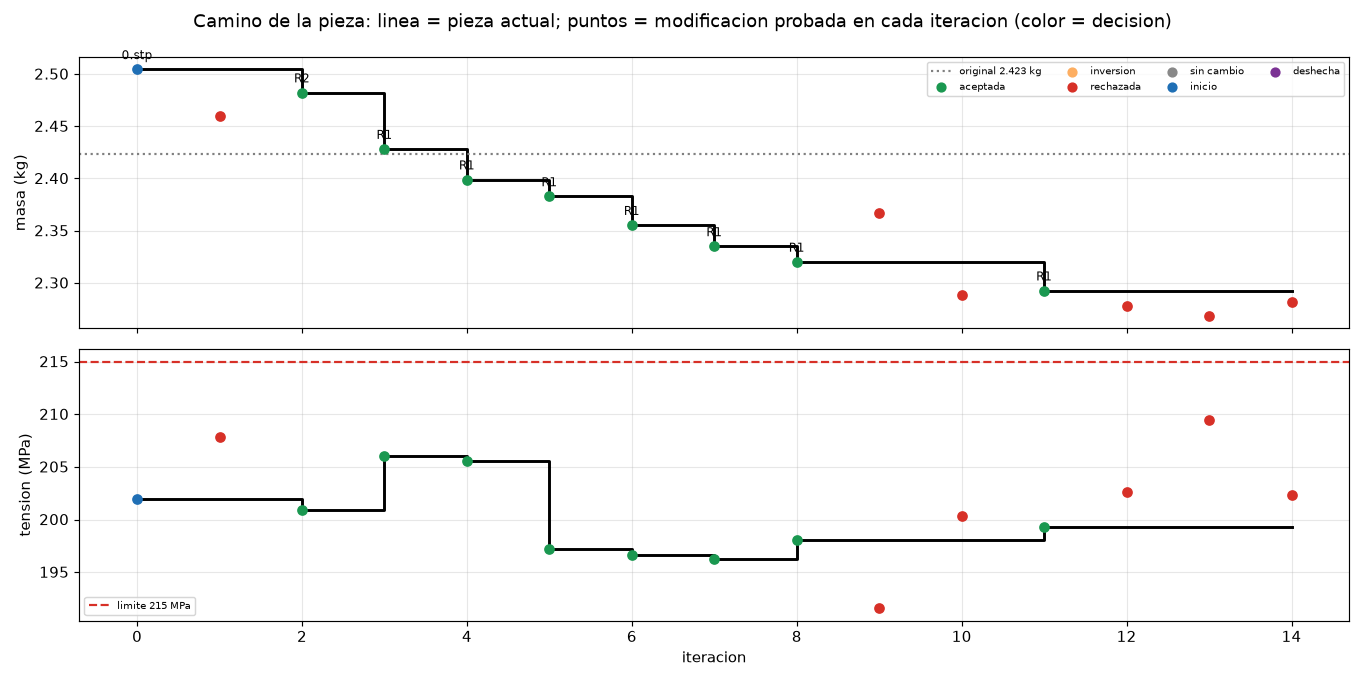 Camino de la pieza: linea = pieza actual; puntos = modificacion probada en cada iteracion (color = decision)
0.stp
R2
R1
R1
R1
R1
R1
R1
R1
original 2.423 kg
aceptada
inversion
rechazada
sin cambio
inicio
deshecha
masa (kg)
2.50
2.45
2.40
2.35
2.30
tension (MPa)
215
210
205
200
195
limite 215 MPa
0 2 4 6 8 10 12 14
iteracion